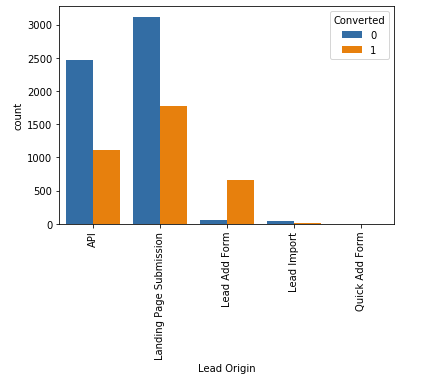 Converted
0
1
3000
2500
2000
1500
1000
500
0
count
API
Landing Page Submission
Lead Add Form
Lead Import
Quick Add Form
Lead Origin